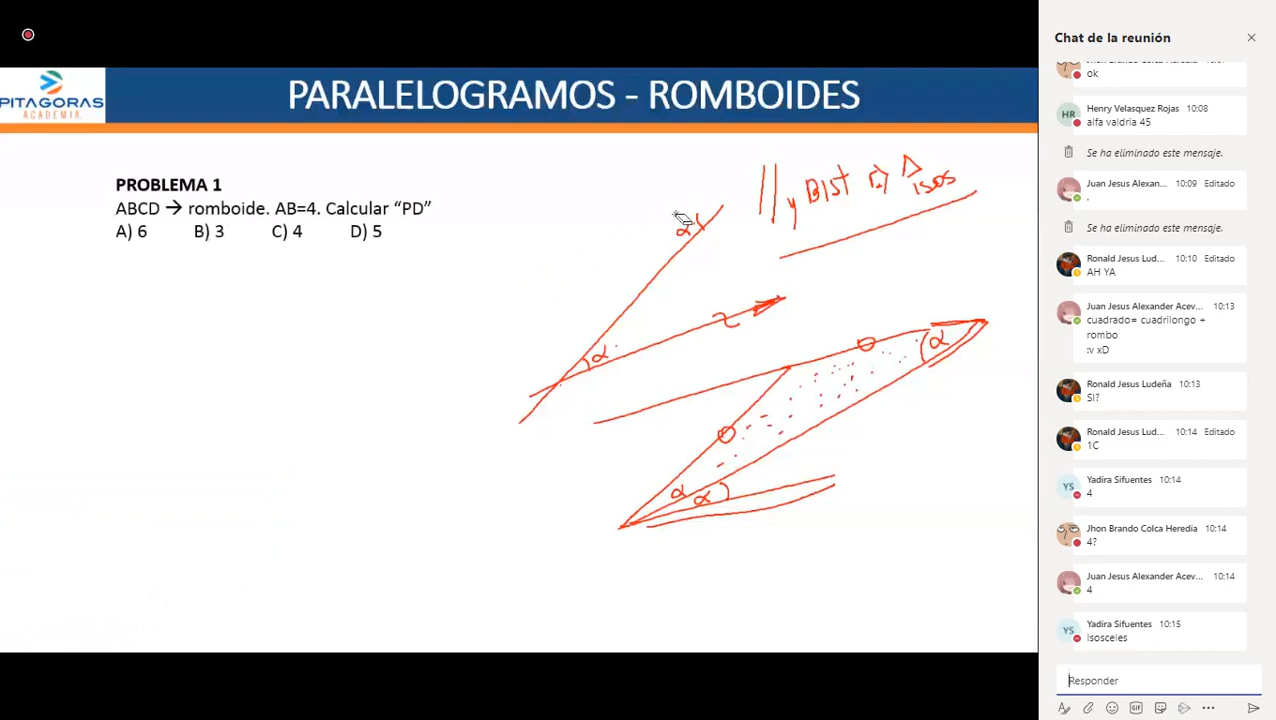 PITAGORAS
ACADEMIA
PARALELOGRAMOS - ROMBOIDES
PROBLEMA 1
ABCD → romboide. AB=4. Calcular “PD”
A) 6 B) 3 C) 4 D) 5
// y Bist ⇒ △ Isos
α
α
α
α α
Chat de la reunión
ok
Henry Velasquez Rojas 10:08
HR
alfa valdria 45
Se ha eliminado este mensaje.
Juan Jesus Alexan... 10:09 Editado
.
Se ha eliminado este mensaje.
Ronald Jesus Lud... 10:10 Editado
AH YA
Juan Jesus Alexander Acev... 10:13
cuadrado= cuadrilongo +
rombo
:v xD
Ronald Jesus Ludeña 10:13
SI?
Ronald Jesus Lud... 10:14 Editado
1C
Yadira Sifuentes 10:14
YS
4
Jhon Brando Colca Heredia 10:14
4?
Juan Jesus Alexander Acev... 10:14
4
Yadira Sifuentes 10:15
YS
Isosceles
Responder
GIF